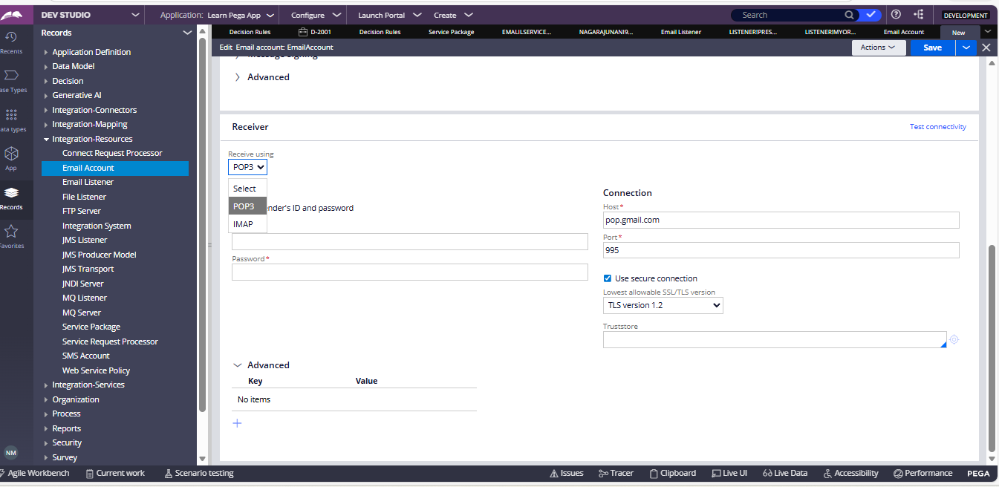 DEV STUDIO
Application: Learn Pega App
Configure
Launch Portal
Create
Search
DEVELOPMENT
Recents
ase Types
ata types
App
Records
Favorites
NM
Records
Application Definition
Data Model
Decision
Generative AI
Integration-Connectors
Integration-Mapping
Integration-Resources
Connect Request Processor
Email Account
Email Listener
File Listener
FTP Server
Integration System
JMS Listener
JMS Producer Model
JMS Transport
JNDI Server
MQ Listener
MQ Server
Service Package
Service Request Processor
SMS Account
Web Service Policy
Integration-Services
Organization
Process
Reports
Security
Survey
Decision Rules
D-2001
Decision Rules
Service Package
EMAILSERVICE...
NAGARAJUNANI9...
Email Listener
LISTENER!PRES...
LISTENER!MYOR...
Email Account
New
Edit Email account: EmailAccount
Actions
Save
Message signing
Advanced
Receiver
Test connectivity
Receive using
POP3
Select
POP3
IMAP
nder's ID and password
Password*
Connection
Host*
pop.gmail.com
Port*
995
Use secure connection
Lowest allowable SSL/TLS version
TLS version 1.2
Truststore
Advanced
Key Value
No items
Agile Workbench
Current work
Scenario testing
Issues
Tracer
Clipboard
Live UI
Live Data
Accessibility
Performance
PEGA